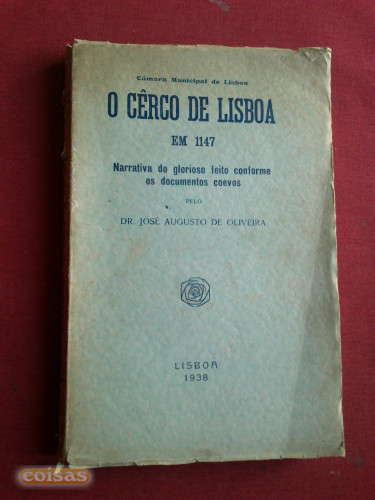 Câmara Municipal de Lisboa
O CÊRCO DE LISBOA
EM 1147
Narrativa do glorioso feito conforme
os documentos coevos
PELO
DR. JOSÉ AUGUSTO DE OLIVEIRA
LISBOA
1938
coisas